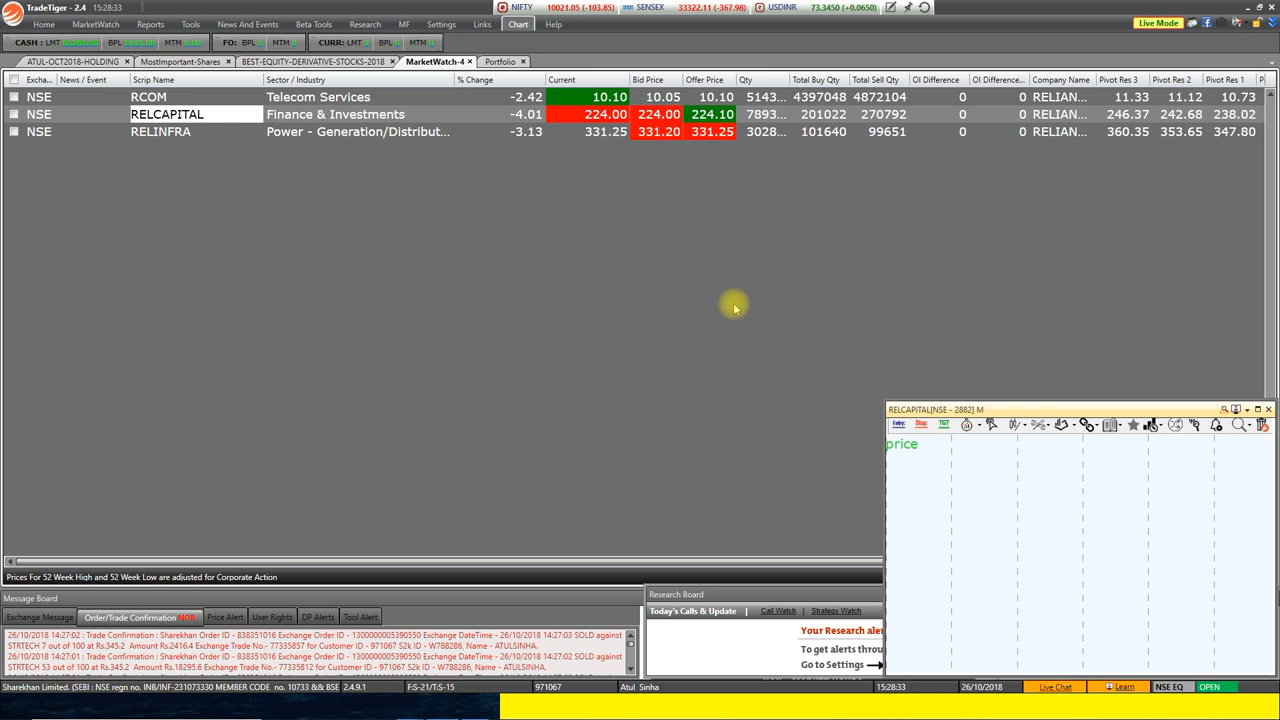 TradeTiger - 2.4 15:28:33 NIFTY 10021.05 (-103.85) SENSEX 33322.11 (-367.98) USDINR 73.3450 (+0.0650)
Home MarketWatch Reports Tools News And Events Beta Tools Research MF Settings Links Chart Help Live Mode
CASH : LMT BPL MTM FO: BPL 0 MTM 0 CURR: LMT 0 BPL 0 MTM 0
ATUL-OCT2018-HOLDING MostImportant-Shares BEST-EQUITY-DERIVATIVE-STOCKS-2018 MarketWatch-4 Portfolio
Excha... News / Event Scrip Name Sector / Industry % Change Current Bid Price Offer Price Qty Total Buy Qty Total Sell Qty OI Difference OI Difference... Company Name Pivot Res 3 Pivot Res 2 Pivot Res 1 P
NSE RCOM Telecom Services -2.42 10.10 10.05 10.10 5143... 4397048 4872104 0 0 RELIAN... 11.33 11.12 10.73
NSE RELCAPITAL Finance & Investments -4.01 224.00 224.00 224.10 7893... 201022 270792 0 0 RELIAN... 246.37 242.68 238.02
NSE RELINFRA Power - Generation/Distribut... -3.13 331.25 331.20 331.25 3028... 101640 99651 0 0 RELIAN... 360.35 353.65 347.80
RELCAPITAL[NSE - 2882] M
Entry: Stop: TGT
price
Prices For 52 Week High and 52 Week Low are adjusted for Corporate Action
Message Board
Exchange Message Order/Trade Confirmation NOR Price Alert User Rights DP Alerts Tool Alert
26/10/2018 14:27:02 : Trade Confirmation : Sharekhan Order ID - 838351016 Exchange Order ID - 1300000005390550 Exchange DateTime - 26/10/2018 14:27:03 SOLD against
STRTECH 7 out of 100 at Rs.345.2 Amount Rs.2416.4 Exchange Trade No.- 77335857 for Customer ID - 971067 S2k ID - W788286, Name - ATULSINHA.
26/10/2018 14:27:01 : Trade Confirmation : Sharekhan Order ID - 838351016 Exchange Order ID - 1300000005390550 Exchange DateTime - 26/10/2018 14:27:02 SOLD against
STRTECH 53 out of 100 at Rs.345.2 Amount Rs.18295.6 Exchange Trade No.- 77335812 for Customer ID - 971067 S2k ID - W788286, Name - ATULSINHA.
Research Board
Today's Calls & Update Call Watch Strategy Watch
Your Research aler
To get alerts throu
Go to Settings
Sharekhan Limited. (SEBI : NSE regn no. INB/INF-231073330 MEMBER CODE no. 10733 && BSE 2.4.9.1 F:S-21/T:S-15 971067 Atul Sinha 15:28:33 26/10/2018 Live Chat Learn NSE EQ OPEN